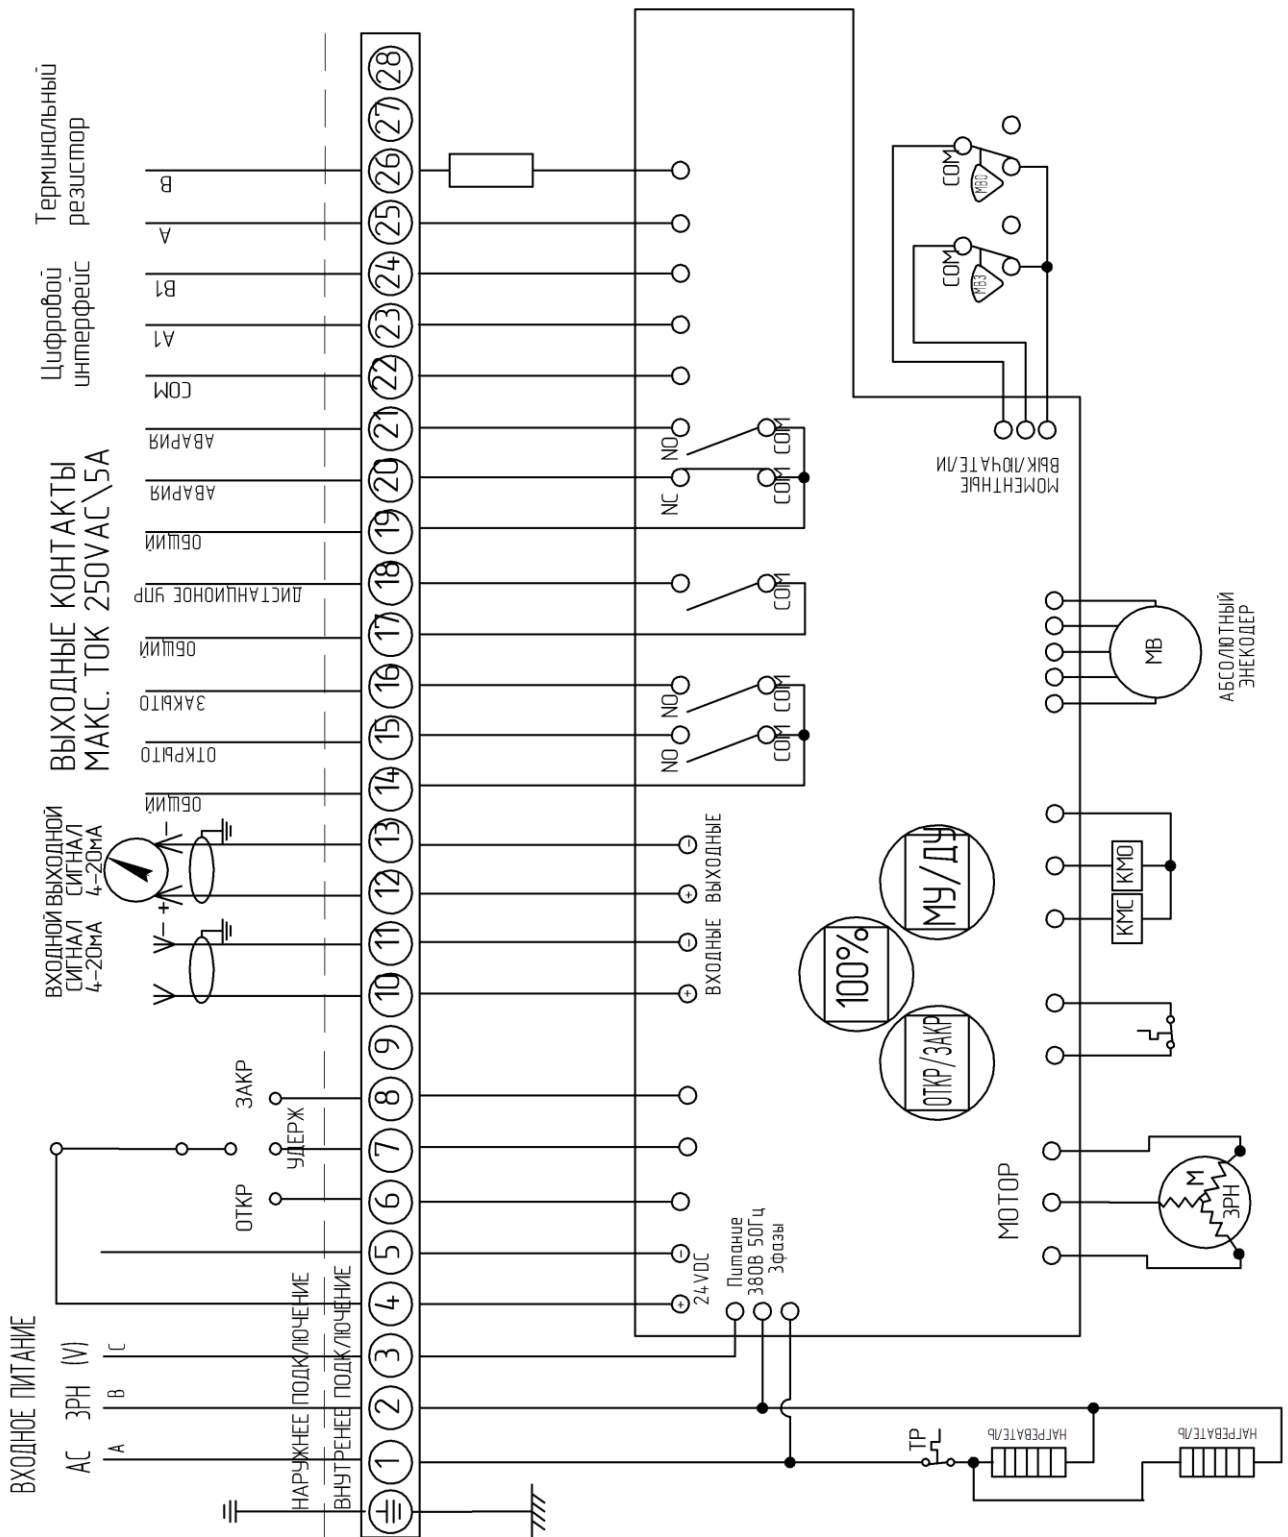 Терминальный
резистор
Цифровой
интерфейс
ВЫХОДНЫЕ КОНТАКТЫ
МАКС. ТОК 250VAC\5A
ВЫХОДНОЙ
СИГНАЛ
4-20мА
ВХОДНОЙ
СИГНАЛ
4-20мА
ВХОДНОЕ ПИТАНИЕ
АС 3PH (V)
A
B
C
B
A
B1
A1
COM
АВАРИЯ
АВАРИЯ
ОБЩИЙ
ДИСТАНЦИОНОЕ УПР
ОБЩИЙ
ЗАКЫТО
ОТКРЫТО
ОБЩИЙ
-
+
-
ЗАКР
УДЕРЖ
ОТКР
НАРУЖНЕЕ ПОДКЛЮЧЕНИЕ
ВНУТРЕНЕЕ ПОДКЛЮЧЕНИЕ
28
27
26
25
24
23
22
21
20
19
18
17
16
15
14
13
12
11
10
9
8
7
6
5
4
3
2
1
NO
COM
NC
COM
COM
NO
COM
NO
COM
- ВЫХОДНЫЕ
+
- ВХОДНЫЕ
+
-
24VDC
+
Питание
380В 50Гц
3фазы
МУ/ДУ
100%
ОТКР/ЗАКР
COM
МВО
COM
МВЗ
МОМЕНТНЫЕ
ВЫКЛЮЧАТЕЛИ
МВ
АБСОЛЮТНЫЙ
ЭНЕКОДЕР
КМО
КМС
МОТОР
М
3PH
ТР
НАГРЕВАТЕЛЬ
НАГРЕВАТЕЛЬ